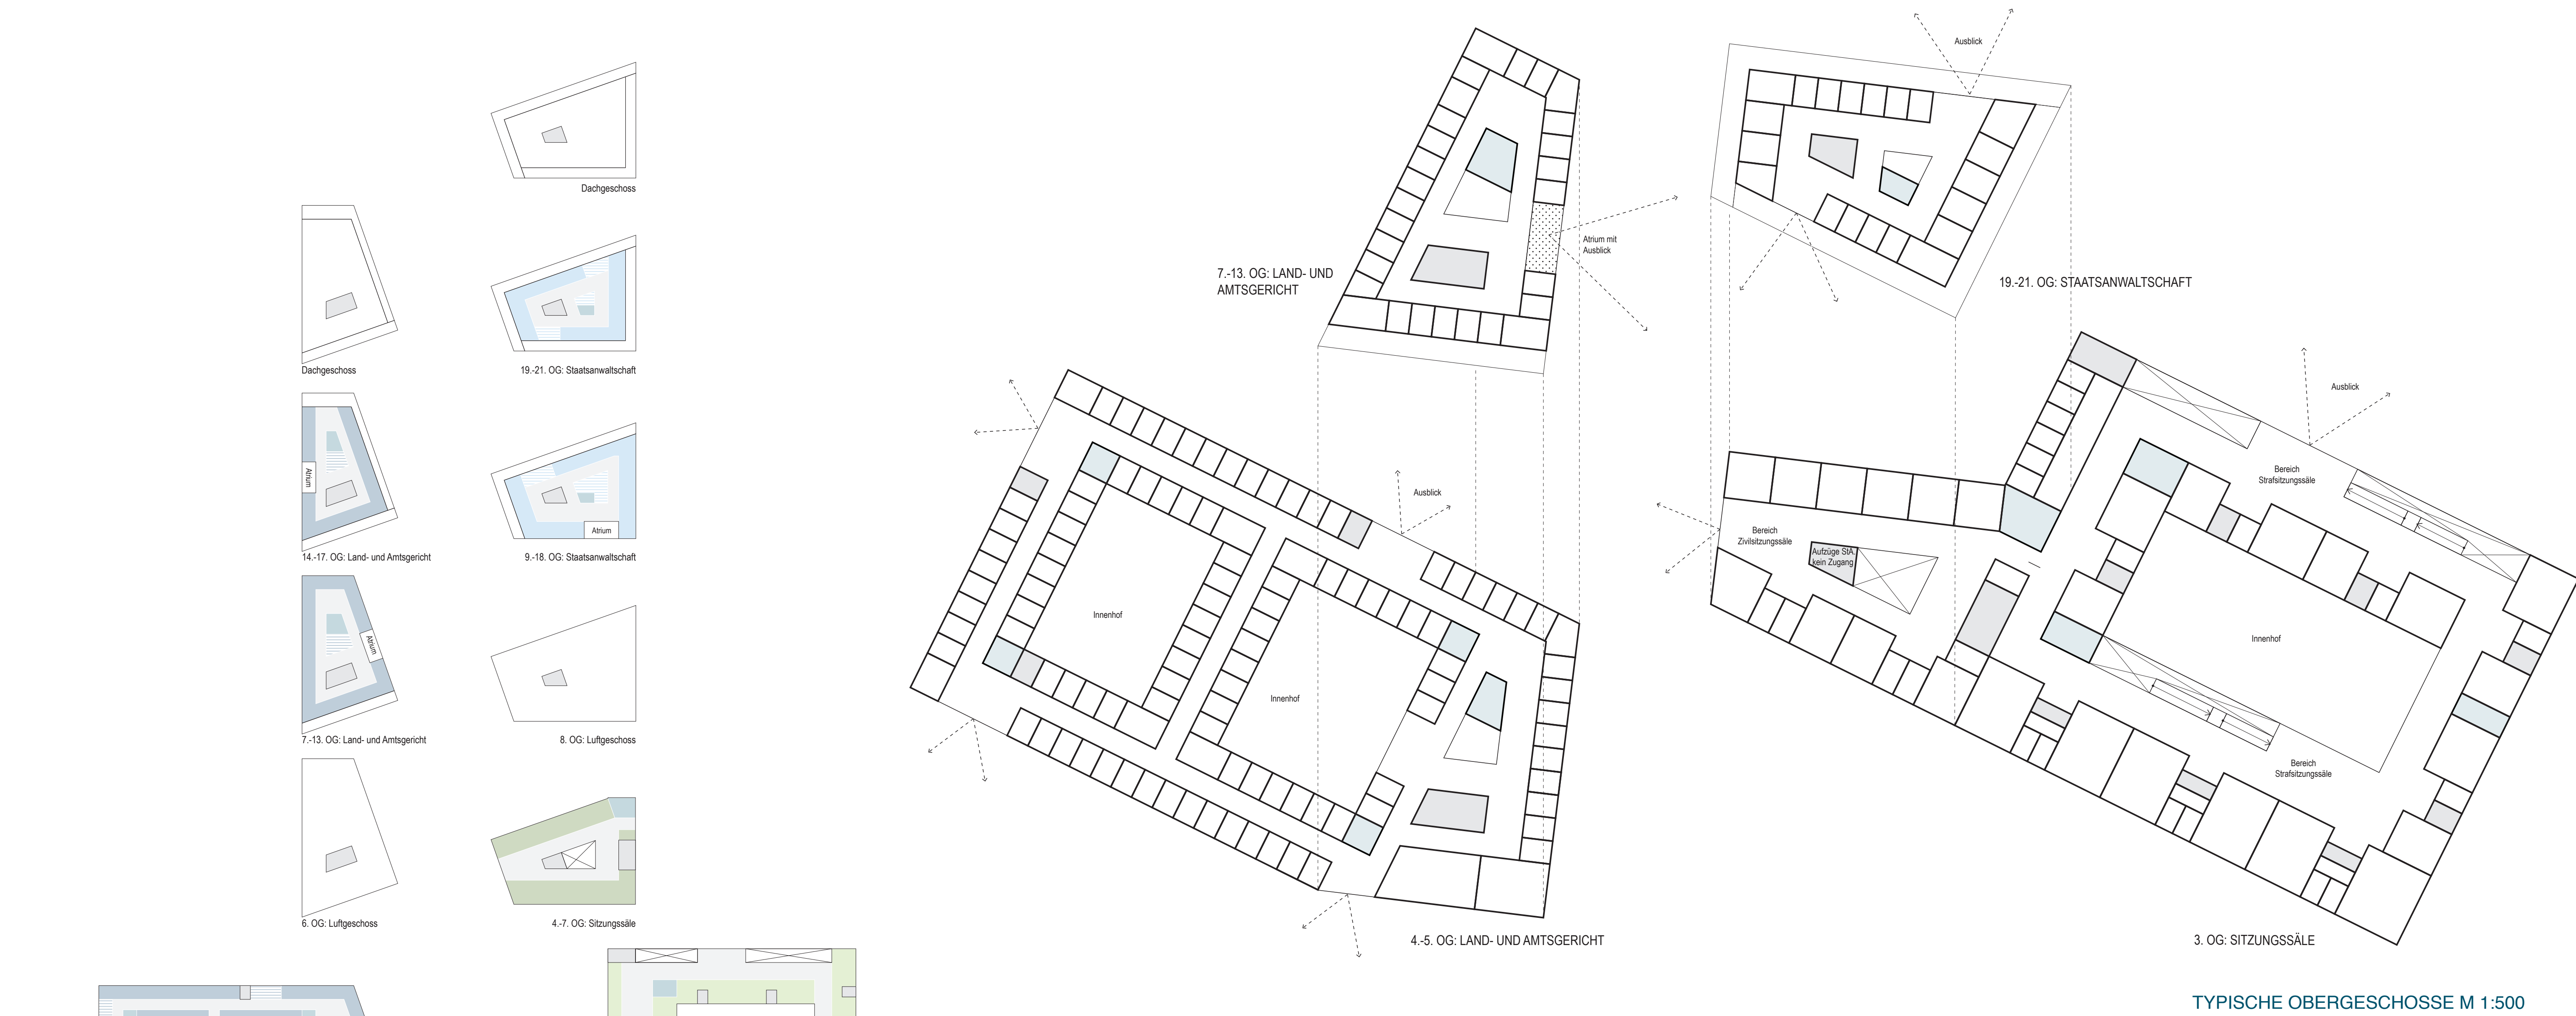 Dachgeschoss
Dachgeschoss
19.-21. OG: Staatsanwaltschaft
Atrium
14.-17. OG: Land- und Amtsgericht
Atrium
9.-18. OG: Staatsanwaltschaft
Atrium
7.-13. OG: Land- und Amtsgericht
8. OG: Luftgeschoss
6. OG: Luftgeschoss
4.-7. OG: Sitzungssäle
7.-13. OG: LAND- UND
AMTSGERICHT
Atrium mit
Ausblick
Ausblick
19.-21. OG: STAATSANWALTSCHAFT
Ausblick
Innenhof
Innenhof
4.-5. OG: LAND- UND AMTSGERICHT
Ausblick
Bereich
Strafsitzungssäle
Bereich
Zivilsitzungssäle
Aufzüge StA.
kein Zugang
Innenhof
Bereich
Strafsitzungssäle
3. OG: SITZUNGSSÄLE
TYPISCHE OBERGESCHOSSE M 1:500